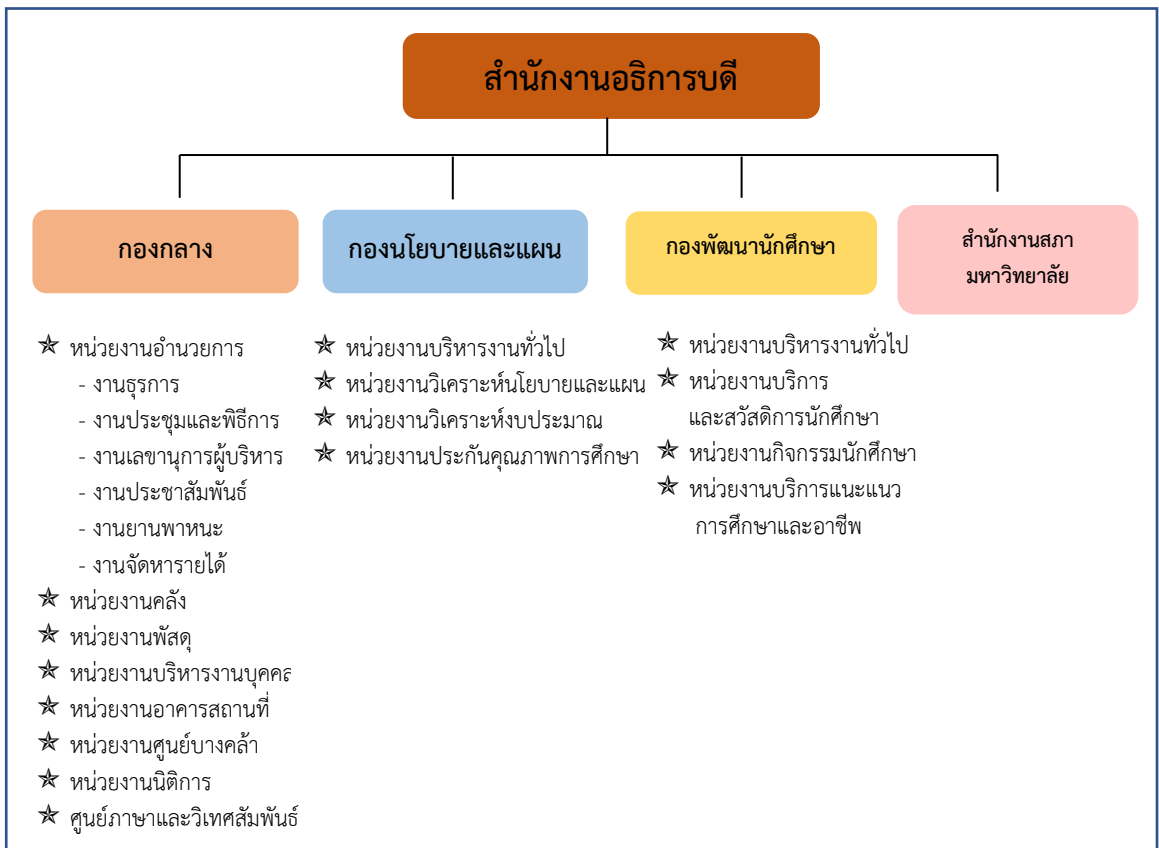 สำนักงานอธิการบดี
กองกลาง
✯ หน่วยงานอำนวยการ
- งานธุรการ
- งานประชุมและพิธีการ
- งานเลขานุการผู้บริหาร
- งานประชาสัมพันธ์
- งานยานพาหนะ
- งานจัดหารายได้
✯ หน่วยงานคลัง
✯ หน่วยงานพัสดุ
✯ หน่วยงานบริหารงานบุคคล
✯ หน่วยงานอาคารสถานที่
✯ หน่วยงานศูนย์บางคล้า
✯ หน่วยงานนิติการ
✯ ศูนย์ภาษาและวิเทศสัมพันธ์
กองนโยบายและแผน
✯ หน่วยงานบริหารงานทั่วไป
✯ หน่วยงานวิเคราะห์นโยบายและแผน
✯ หน่วยงานวิเคราะห์งบประมาณ
✯ หน่วยงานประกันคุณภาพการศึกษา
กองพัฒนานักศึกษา
✯ หน่วยงานบริหารงานทั่วไป
✯ หน่วยงานบริการ
และสวัสดิการนักศึกษา
✯ หน่วยงานกิจกรรมนักศึกษา
✯ หน่วยงานบริการแนะแนว
การศึกษาและอาชีพ
สำนักงานสภา
มหาวิทยาลัย